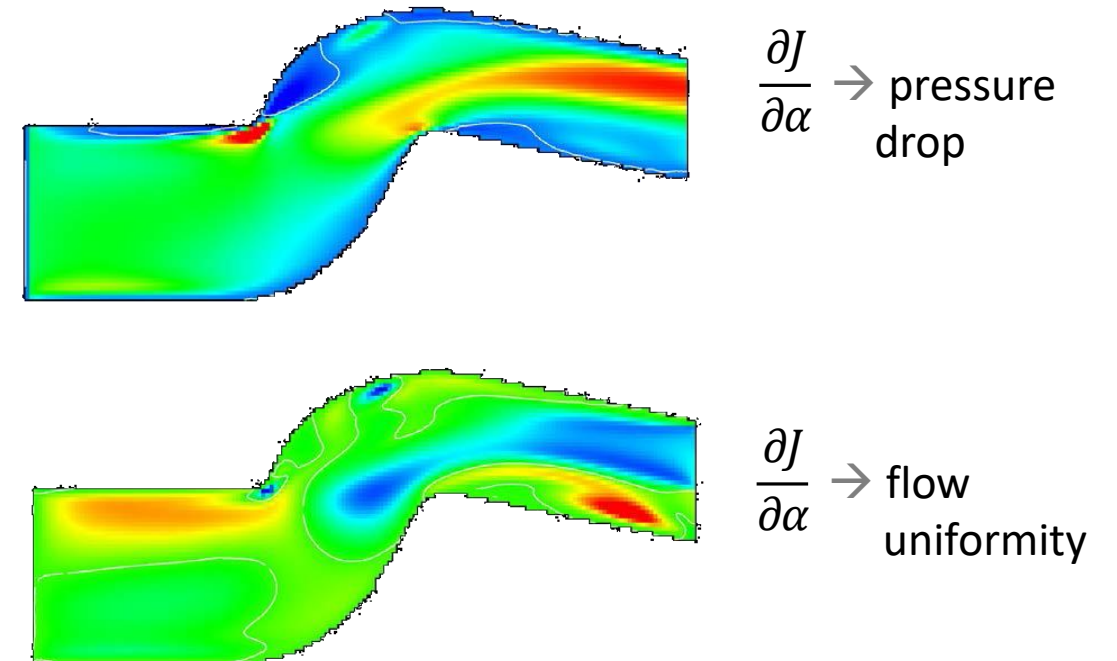 ∂J/∂α → pressure
drop
∂J/∂α → flow
uniformity